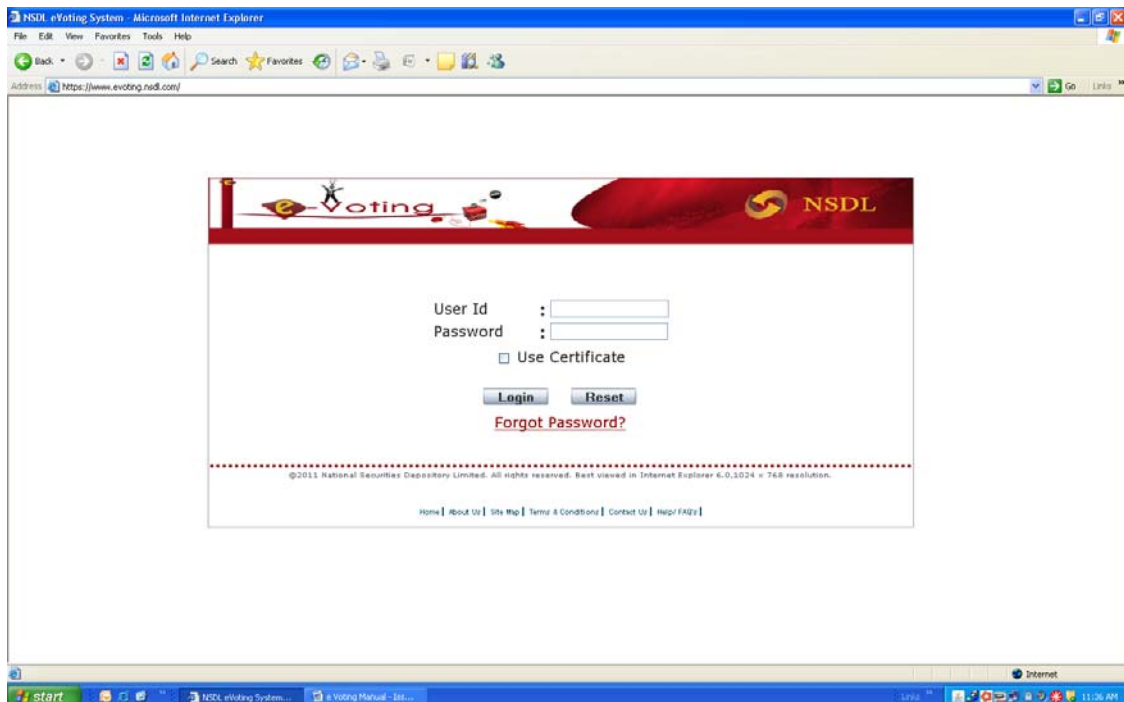 NSDL eVoting System - Microsoft Internet Explorer
File Edit View Favorites Tools Help
Back Search Favorites
Address https://www.evoting.nsdl.com/ Go Links
e-Voting NSDL
User Id :
Password :
Use Certificate
Login Reset
Forgot Password?
©2011 National Securities Depository Limited. All rights reserved. Best viewed in Internet Explorer 6.0,1024 × 768 resolution.
Home | About Us | Site Map | Terms & Conditions | Contact Us | Help/ FAQ's |
Internet
start NSDL eVoting System... e Voting Manual - Iss... Links 11:36 AM